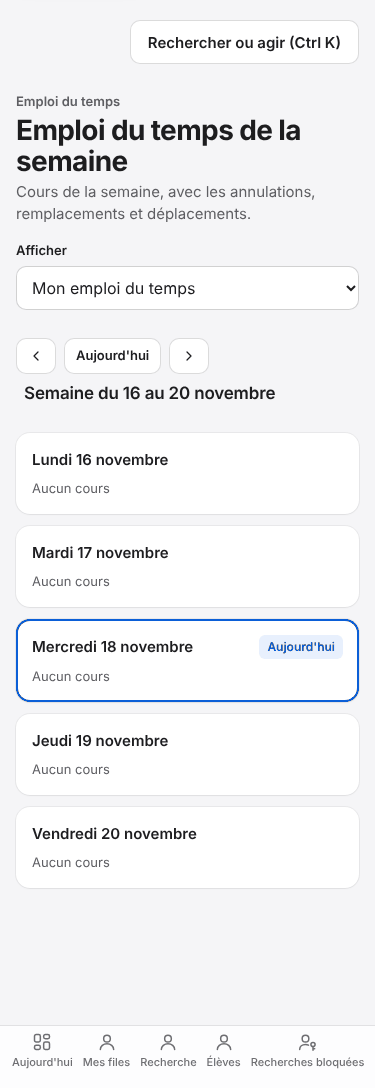 Rechercher ou agir (Ctrl K)
Emploi du temps
Emploi du temps de la
semaine
Cours de la semaine, avec les annulations,
remplacements et déplacements.
Afficher
Mon emploi du temps
Aujourd'hui
Semaine du 16 au 20 novembre
Lundi 16 novembre
Aucun cours
Mardi 17 novembre
Aucun cours
Mercredi 18 novembre
Aujourd'hui
Aucun cours
Jeudi 19 novembre
Aucun cours
Vendredi 20 novembre
Aucun cours
Aujourd'hui
Mes files
Recherche
Élèves
Recherches bloquées